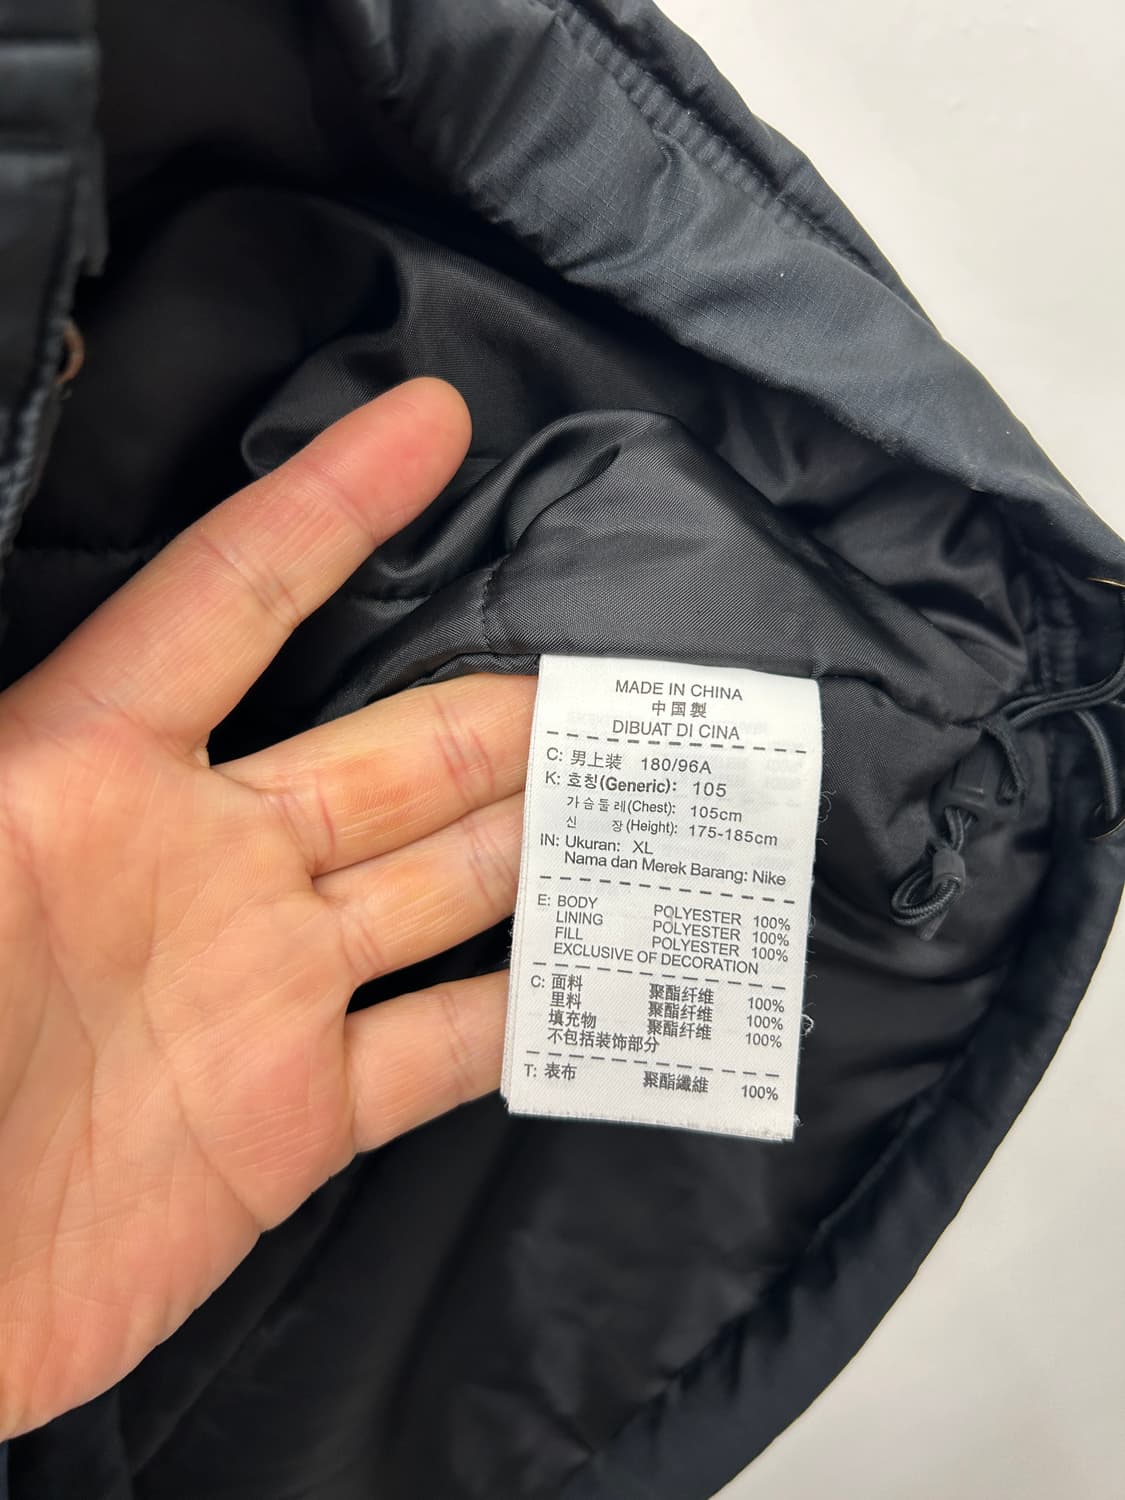 MADE IN CHINA
中国製
DIBUAT DI CINA
C: 男上装 180/96A
K: 호칭(Generic): 105
가슴둘레(Chest): 105cm
신 장(Height): 175-185cm
IN: Ukuran: XL
Nama dan Merek Barang: Nike
E: BODY POLYESTER 100%
LINING POLYESTER 100%
FILL POLYESTER 100%
EXCLUSIVE OF DECORATION
C: 面料 聚酯纤维 100%
里料 聚酯纤维 100%
填充物 聚酯纤维 100%
不包括装饰部分
T: 表布 聚酯纖維 100%